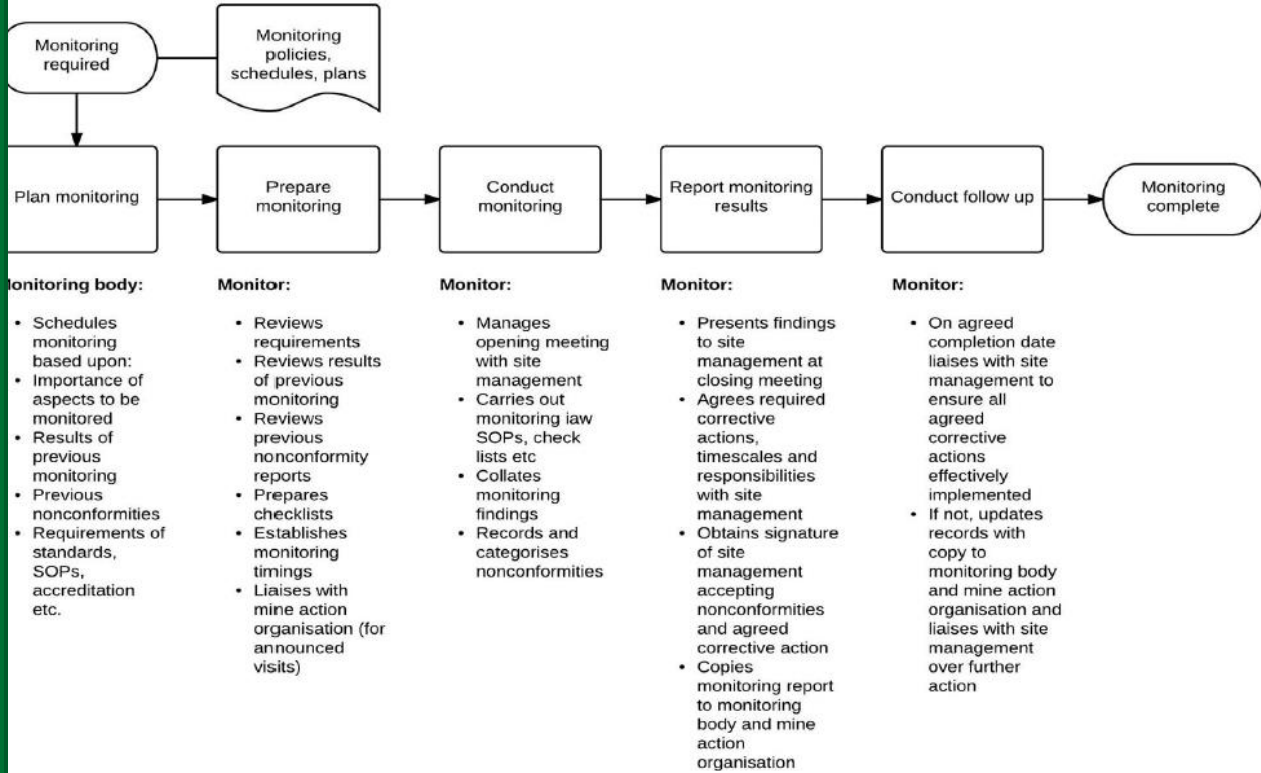 Monitoring
required
Monitoring
policies,
schedules, plans
Plan monitoring
Prepare
monitoring
Conduct
monitoring
Report monitoring
results
Conduct follow up
Monitoring
complete
onitoring body:
• Schedules
monitoring
based upon:
• Importance of
aspects to be
monitored
• Results of
previous
monitoring
• Previous
nonconformities
• Requirements of
standards,
SOPs,
accreditation
etc.
Monitor:
• Reviews
requirements
• Reviews results
of previous
monitoring
• Reviews
previous
nonconformity
reports
• Prepares
checklists
• Establishes
monitoring
timings
• Liaises with
mine action
organisation (for
announced
visits)
Monitor:
• Manages
opening meeting
with site
management
• Carries out
monitoring iaw
SOPs, check
lists etc
• Collates
monitoring
findings
• Records and
categorises
nonconformities
Monitor:
• Presents findings
to site
management at
closing meeting
• Agrees required
corrective
actions,
timescales and
responsibilities
with site
management
• Obtains signature
of site
management
accepting
nonconformities
and agreed
corrective action
• Copies
monitoring report
to monitoring
body and mine
action
organisation
Monitor:
• On agreed
completion date
liaises with site
management to
ensure all
agreed
corrective
actions
effectively
implemented
• If not, updates
records with
copy to
monitoring body
and mine action
organisation and
liaises with site
management
over further
action